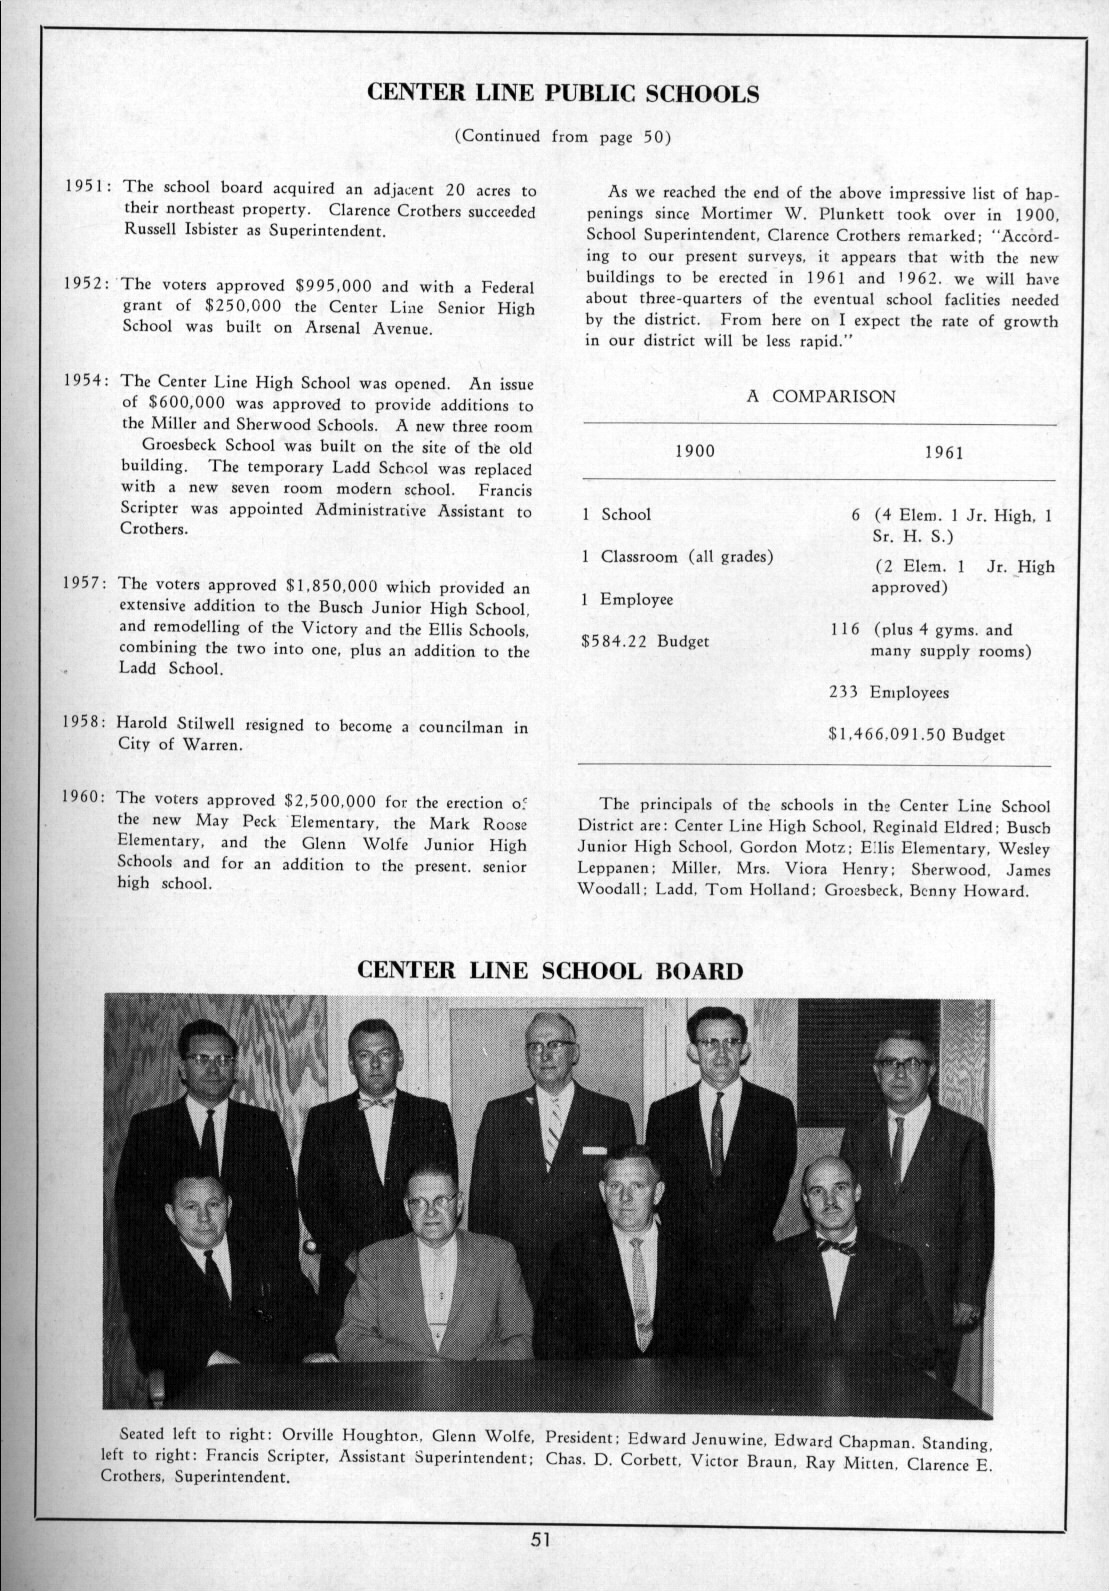 CENTER LINE PUBLIC SCHOOLS
(Continued from page 50)
1951: The school board acquired an adjacent 20 acres to
their northeast property. Clarence Crothers succeeded
Russell Isbister as Superintendent.
1952: The voters approved $995,000 and with a Federal
grant of $250,000 the Center Line Senior High
School was built on Arsenal Avenue.
1954: The Center Line High School was opened. An issue
of $600,000 was approved to provide additions to
the Miller and Sherwood Schools. A new three room
Groesbeck School was built on the site of the old
building. The temporary Ladd School was replaced
with a new seven room modern school. Francis
Scripter was appointed Administrative Assistant to
Crothers.
1957: The voters approved $1,850,000 which provided an
extensive addition to the Busch Junior High School,
and remodelling of the Victory and the Ellis Schools,
combining the two into one, plus an addition to the
Ladd School.
1958: Harold Stilwell resigned to become a councilman in
City of Warren.
1960: The voters approved $2,500,000 for the erection of
the new May Peck Elementary, the Mark Roose
Elementary, and the Glenn Wolfe Junior High
Schools and for an addition to the present. senior
high school.
As we reached the end of the above impressive list of hap-
penings since Mortimer W. Plunkett took over in 1900,
School Superintendent, Clarence Crothers remarked; "Accord-
ing to our present surveys, it appears that with the new
buildings to be erected in 1961 and 1962. we will have
about three-quarters of the eventual school faclities needed
by the district. From here on I expect the rate of growth
in our district will be less rapid."
A COMPARISON
1900 1961
1 School
1 Classroom (all grades)
1 Employee
$584.22 Budget
6 (4 Elem. 1 Jr. High, 1
Sr. H. S.)
(2 Elem. 1 Jr. High
approved)
116 (plus 4 gyms. and
many supply rooms)
233 Employees
$1,466,091.50 Budget
The principals of the schools in the Center Line School
District are: Center Line High School, Reginald Eldred; Busch
Junior High School, Gordon Motz; Ellis Elementary, Wesley
Leppanen; Miller, Mrs. Viora Henry; Sherwood, James
Woodall; Ladd, Tom Holland; Groesbeck, Benny Howard.
CENTER LINE SCHOOL BOARD
Seated left to right: Orville Houghton, Glenn Wolfe, President; Edward Jenuwine, Edward Chapman. Standing,
left to right: Francis Scripter, Assistant Superintendent; Chas. D. Corbett, Victor Braun, Ray Mitten, Clarence E.
Crothers, Superintendent.
51